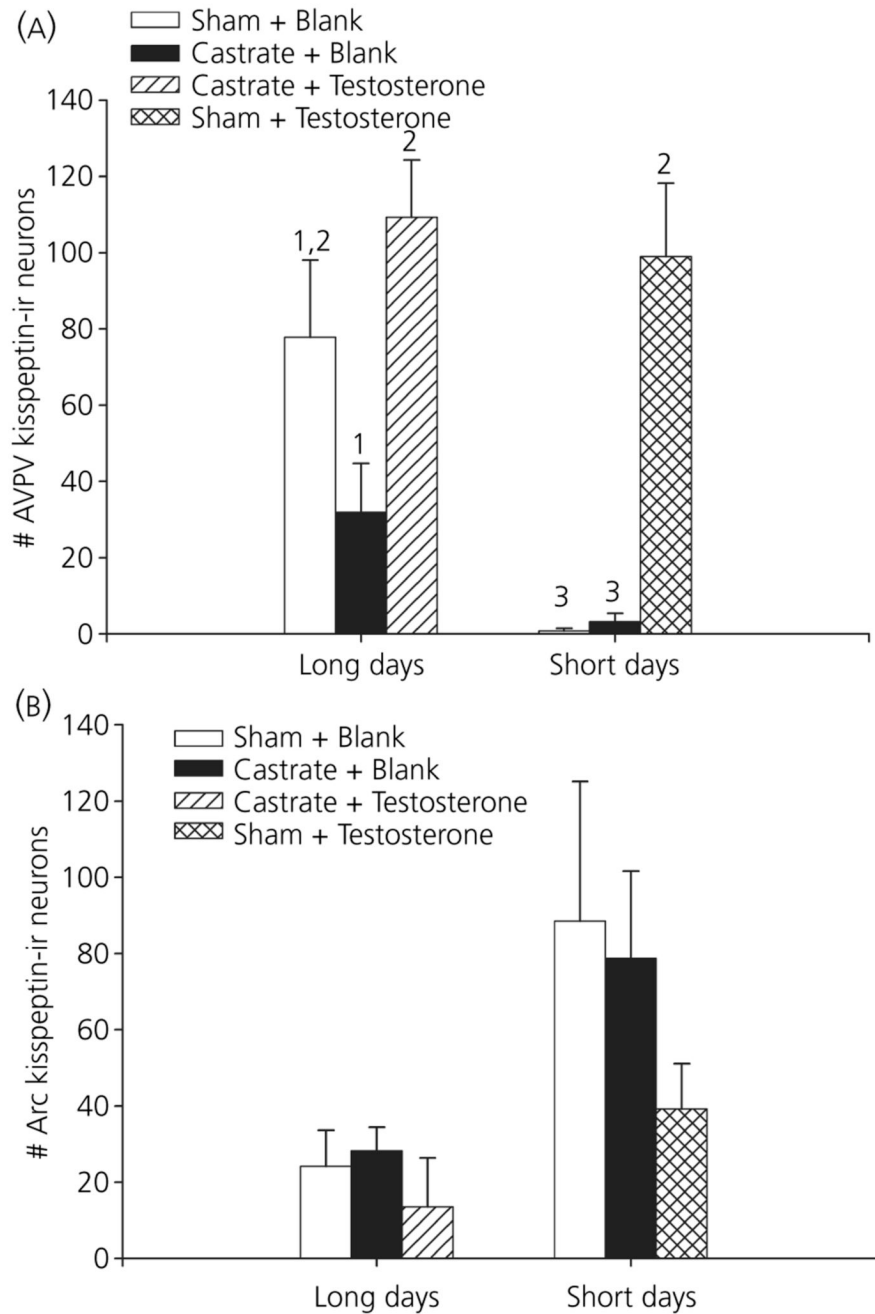 (A)
Sham + Blank
Castrate + Blank
Castrate + Testosterone
Sham + Testosterone
# AVPV kisspeptin-ir neurons
140
120
100
80
60
40
20
0
1,2
1
2
3
3
2
Long days
Short days
(B)
Sham + Blank
Castrate + Blank
Castrate + Testosterone
Sham + Testosterone
# Arc kisspeptin-ir neurons
140
120
100
80
60
40
20
0
Long days
Short days